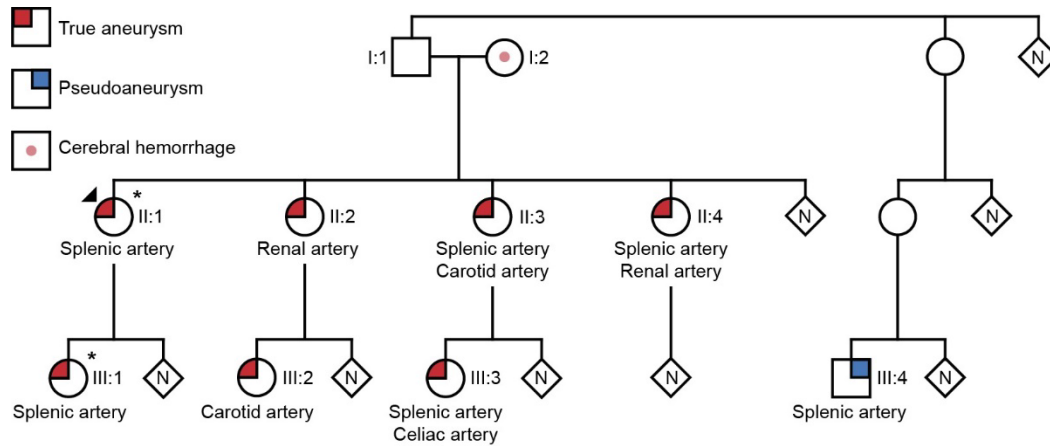 True aneurysm
Pseudoaneurysm
Cerebral hemorrhage
I:1
I:2
N
* II:1
II:2
II:3
II:4
N
N
Splenic artery
Renal artery
Splenic artery
Carotid artery
Splenic artery
Renal artery
* III:1
N
III:2
N
III:3
N
N
III:4
N
Splenic artery
Carotid artery
Splenic artery
Celiac artery
Splenic artery